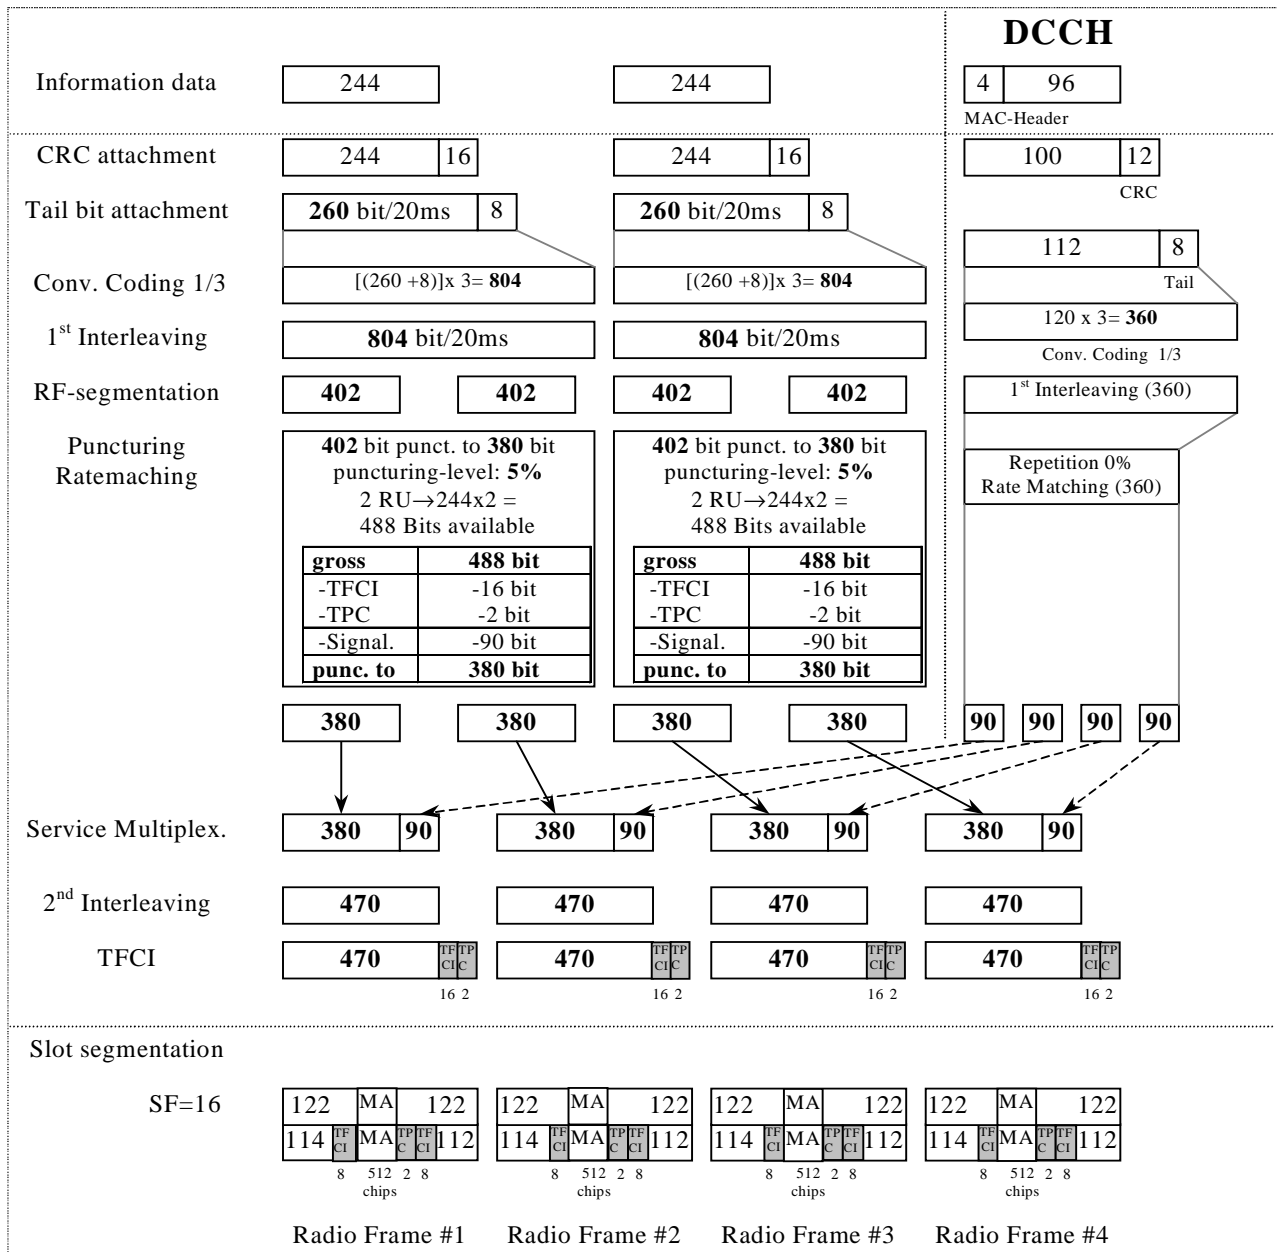 DCCH
Information data 244 244 4 96
MAC-Header
CRC attachment 244 16 244 16 100 12
CRC
Tail bit attachment 260 bit/20ms 8 260 bit/20ms 8
112 8
Tail
Conv. Coding 1/3 [(260 +8)]x 3= 804 [(260 +8)]x 3= 804
120 x 3= 360
Conv. Coding 1/3
1st Interleaving 804 bit/20ms 804 bit/20ms
RF-segmentation 402 402 402 402 1st Interleaving (360)
Puncturing
Ratemaching
402 bit punct. to 380 bit
puncturing-level: 5%
2 RU→244x2 =
488 Bits available
gross 488 bit
-TFCI -16 bit
-TPC -2 bit
-Signal. -90 bit
punc. to 380 bit
402 bit punct. to 380 bit
puncturing-level: 5%
2 RU→244x2 =
488 Bits available
gross 488 bit
-TFCI -16 bit
-TPC -2 bit
-Signal. -90 bit
punc. to 380 bit
Repetition 0%
Rate Matching (360)
380 380 380 380 90 90 90 90
Service Multiplex. 380 90 380 90 380 90 380 90
2nd Interleaving 470 470 470 470
TFCI 470 TFCI TPC 470 TFCI TPC 470 TFCI TPC 470 TFCI TPC
16 2 16 2 16 2 16 2
Slot segmentation
SF=16 122 MA 122 122 MA 122 122 MA 122 122 MA 122
114 TFCI MA TPC TFCI 112 114 TFCI MA TPC TFCI 112 114 TFCI MA TPC TFCI 112 114 TFCI MA TPC TFCI 112
8 512 2 8 8 512 2 8 8 512 2 8 8 512 2 8
chips chips chips chips
Radio Frame #1 Radio Frame #2 Radio Frame #3 Radio Frame #4